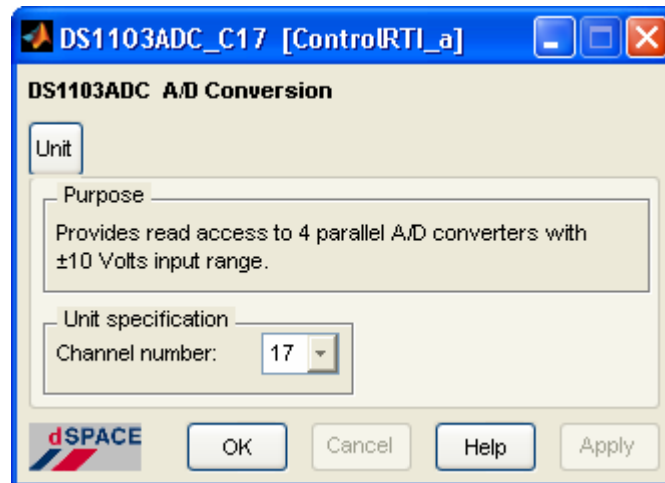 DS1103ADC_C17 [ControlRTI_a]
DS1103ADC A/D Conversion
Unit
Purpose
Provides read access to 4 parallel A/D converters with
±10 Volts input range.
Unit specification
Channel number: 17
dSPACE OK Cancel Help Apply